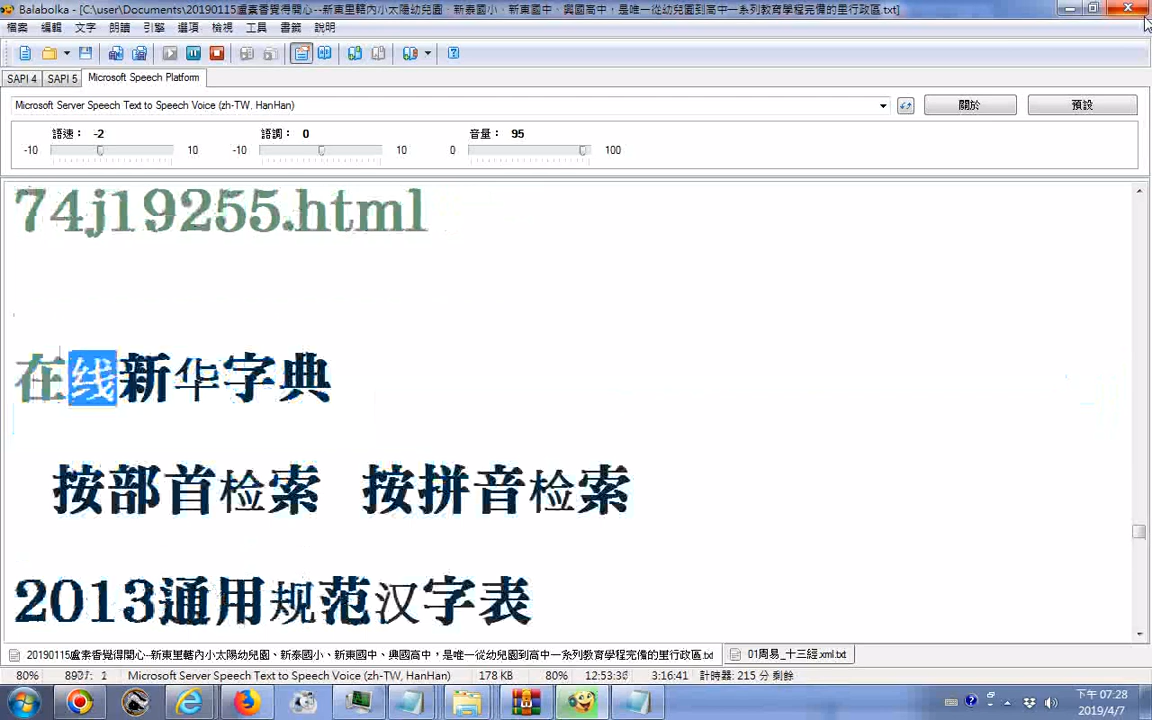 Balabolka - [C:\user\Documents\20190115盧素香覺得開心--新東里轄內小太陽幼兒園、新泰國小、新東國中、興國高中，是唯一從幼兒園到高中一系列教育學程完備的里行政區.txt]
檔案 編輯 文字 朗讀 引擎 選項 檢視 工具 書籤 說明
SAPI 4 SAPI 5 Microsoft Speech Platform
Microsoft Server Speech Text to Speech Voice (zh-TW, HanHan) 關於 預設
語速： -2 語調： 0 音量： 95
-10 10 -10 10 0 100
74j19255.html
在线新华字典
按部首检索 按拼音检索
2013通用规范汉字表
20190115盧素香覺得開心--新東里轄內小太陽幼兒園、新泰國小、新東國中、興國高中，是唯一從幼兒園到高中一系列教育學程完備的里行政區.txt 01周易_十三經.xml.txt
80% Microsoft Server Speech Text to Speech Voice (zh-TW, HanHan) 178 KB 80% 3:16:41 計時器: 215 分 剩餘
下午 07:28
2019/4/7